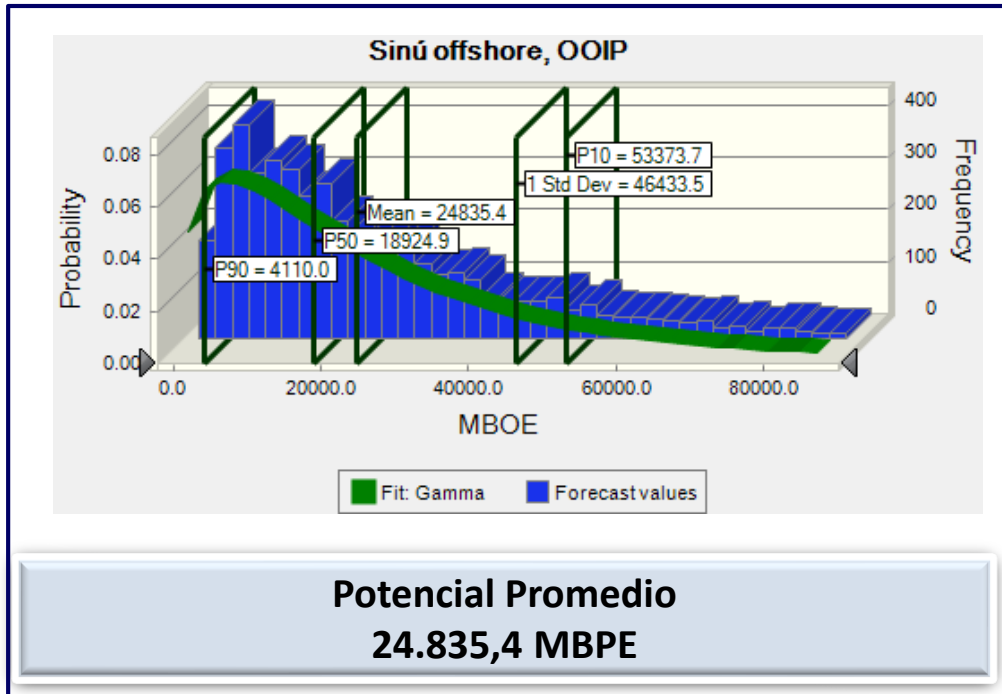 Sinú offshore, OOIP
0.08
0.06
0.04
0.02
0.00
Probability
400
300
200
100
0
Frequency
P10 = 53373.7
1 Std Dev = 46433.5
Mean = 24835.4
P50 = 18924.9
P90 = 4110.0
0.0 20000.0 40000.0 60000.0 80000.0
MBOE
Fit: Gamma Forecast values
Potencial Promedio
24.835,4 MBPE